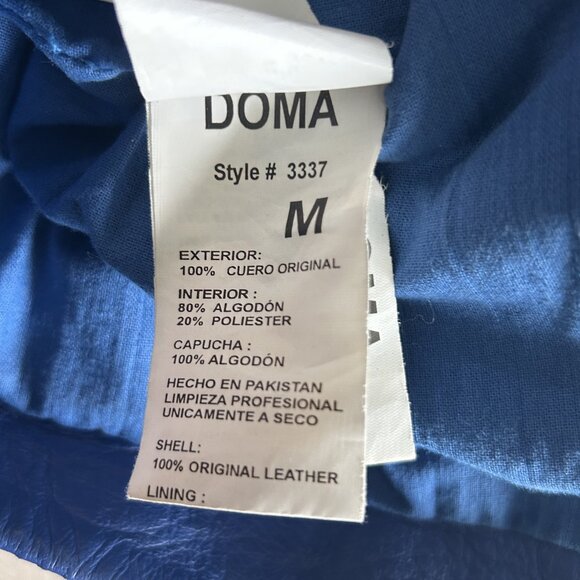 DOMA
Style # 3337
M
EXTERIOR:
100% CUERO ORIGINAL
INTERIOR :
80% ALGODÓN
20% POLIESTER
CAPUCHA :
100% ALGODÓN
HECHO EN PAKISTAN
LIMPIEZA PROFESIONAL
UNICAMENTE A SECO
SHELL:
100% ORIGINAL LEATHER
LINING :